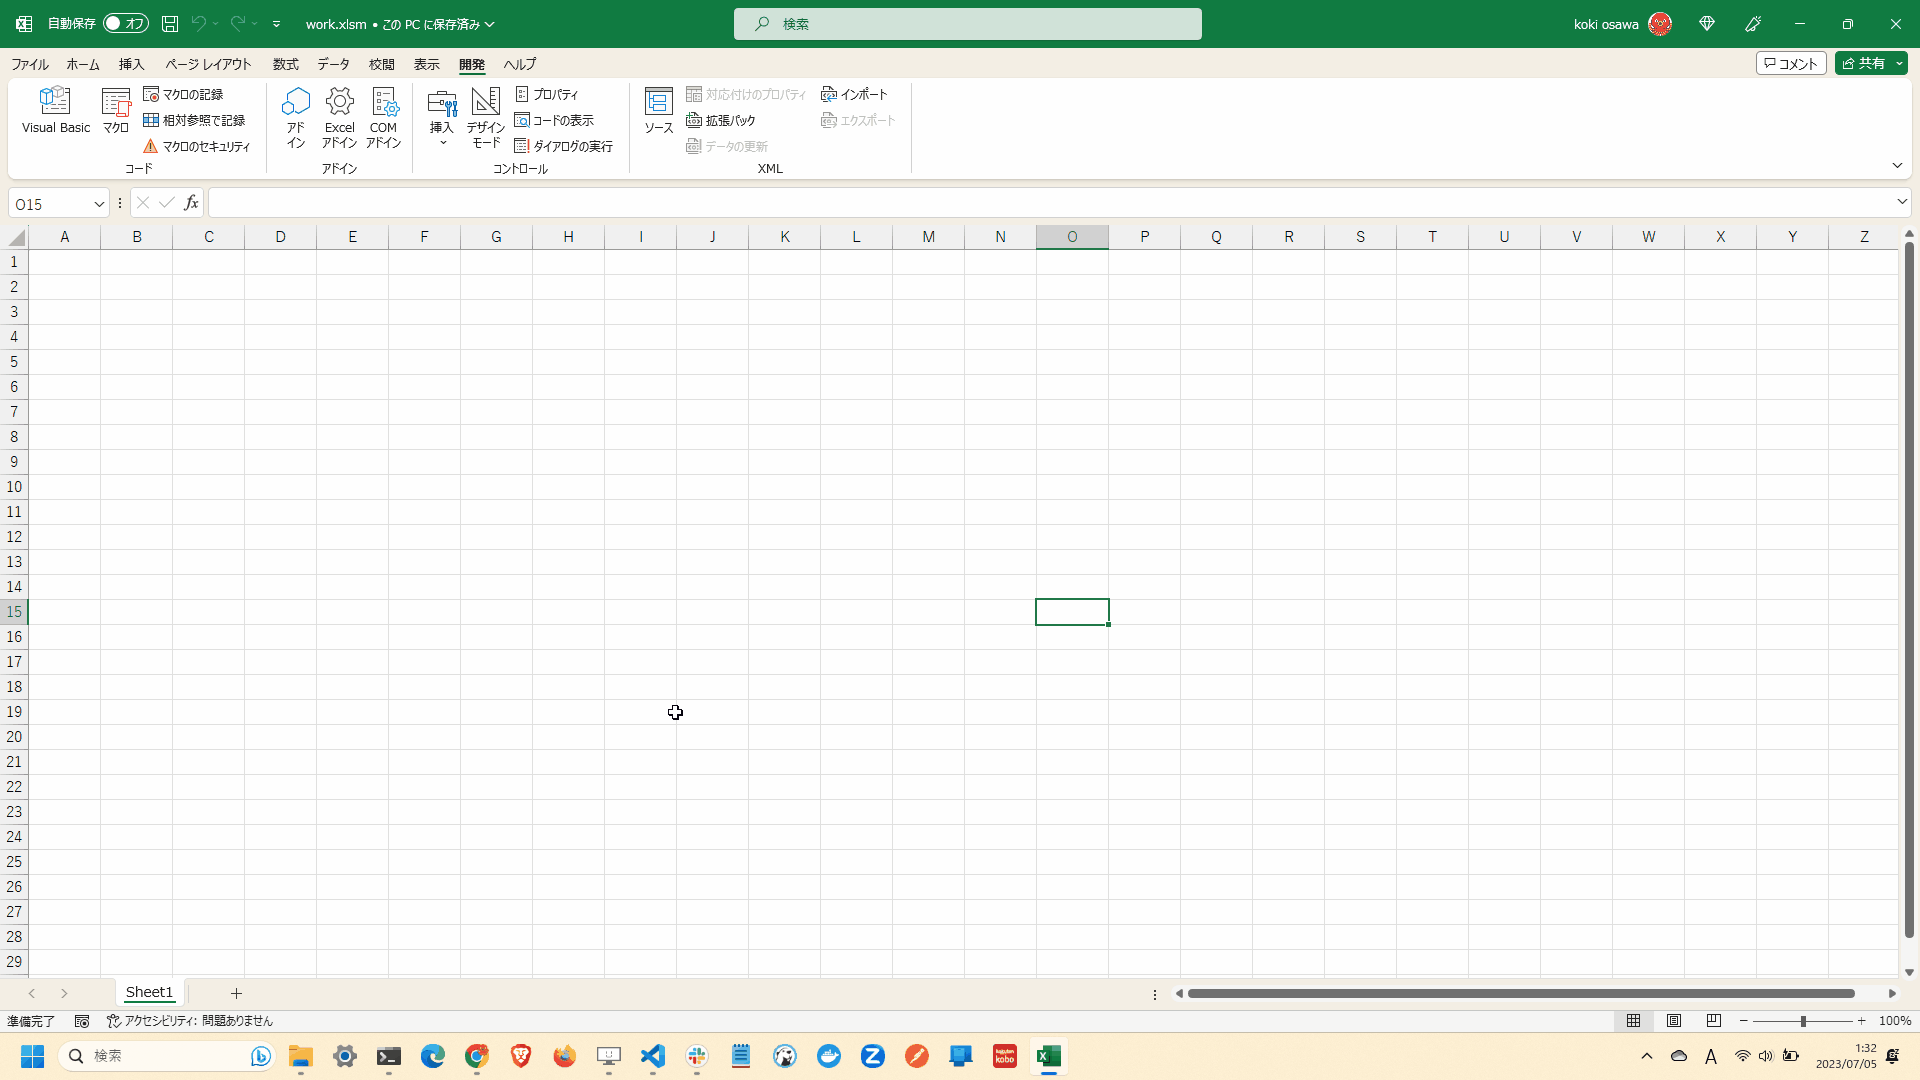 自動保存 オフ work.xlsm • この PC に保存済み 検索 koki osawa
ファイル ホーム 挿入 ページ レイアウト 数式 データ 校閲 表示 開発 ヘルプ コメント 共有
Visual Basic マクロ マクロの記録 相対参照で記録 マクロのセキュリティ
コード
アド
イン
Excel
アドイン
COM
アドイン
アドイン
挿入 デザイン
モード
プロパティ
コードの表示
ダイアログの実行
コントロール
ソース
対応付けのプロパティ
拡張パック
データの更新
インポート
エクスポート
XML
O15 fx
A B C D E F G H I J K L M N O P Q R S T U V W X Y Z
1
2
3
4
5
6
7
8
9
10
11
12
13
14
15
16
17
18
19
20
21
22
23
24
25
26
27
28
29
Sheet1
準備完了 アクセシビリティ: 問題ありません 100%
検索 Rakuten kobo A 1:32
2023/07/05